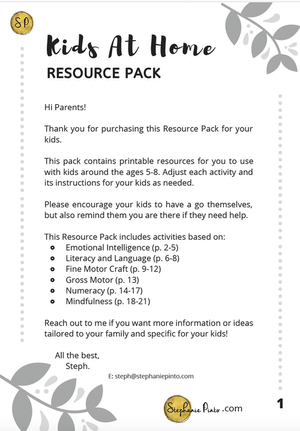 SP
Kids At Home
RESOURCE PACK
Hi Parents!
Thank you for purchasing this Resource Pack for your
kids.
This pack contains printable resources for you to use
with kids around the ages 5-8. Adjust each activity and
its instructions for your kids as needed.
Please encourage your kids to have a go themselves,
but also remind them you are there if they need help.
This Resource Pack includes activities based on:
Emotional Intelligence (p. 2-5)
Literacy and Language (p. 6-8)
Fine Motor Craft (p. 9-12)
Gross Motor (p. 13)
Numeracy (p. 14-17)
Mindfulness (p. 18-21)
Reach out to me if you want more information or ideas
tailored to your family and specific for your kids!
All the best,
Steph.
E: steph@stephaniepinto.com
Stephanie Pinto .com
1